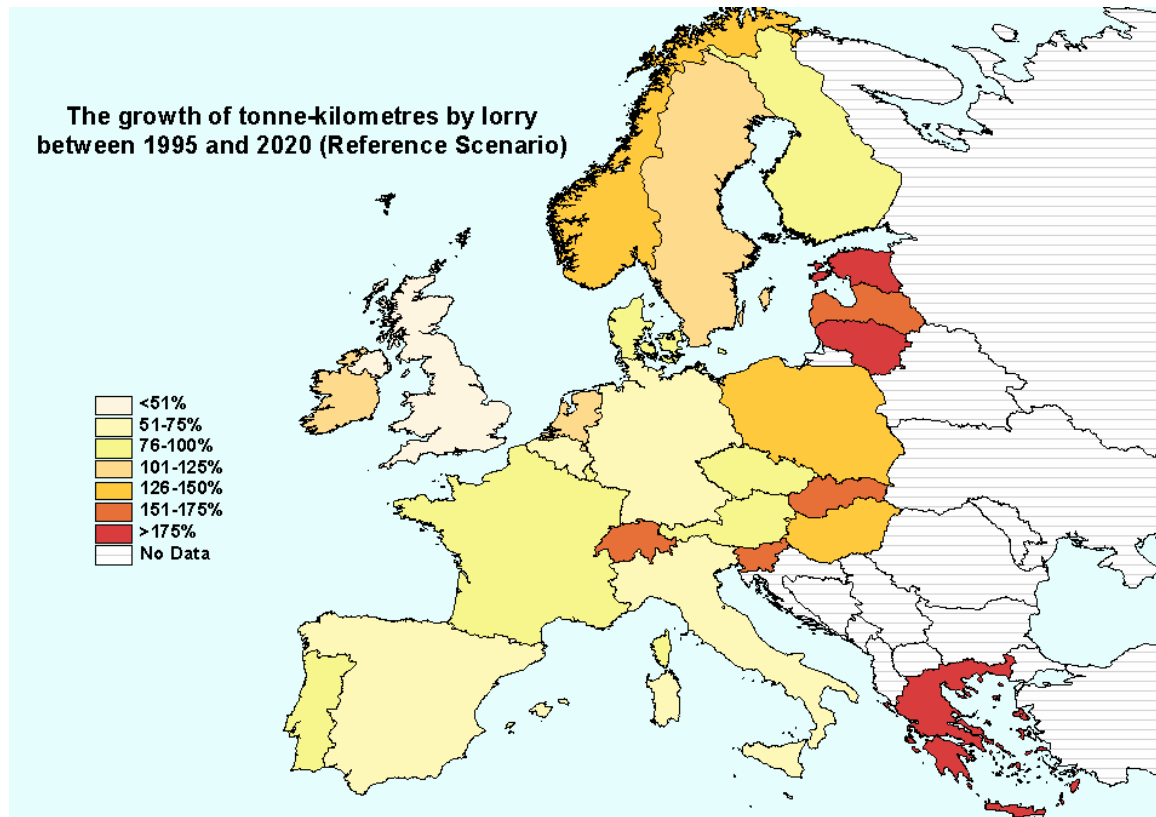 The growth of tonne-kilometres by lorry
between 1995 and 2020 (Reference Scenario)
<51%
51-75%
76-100%
101-125%
126-150%
151-175%
>175%
No Data